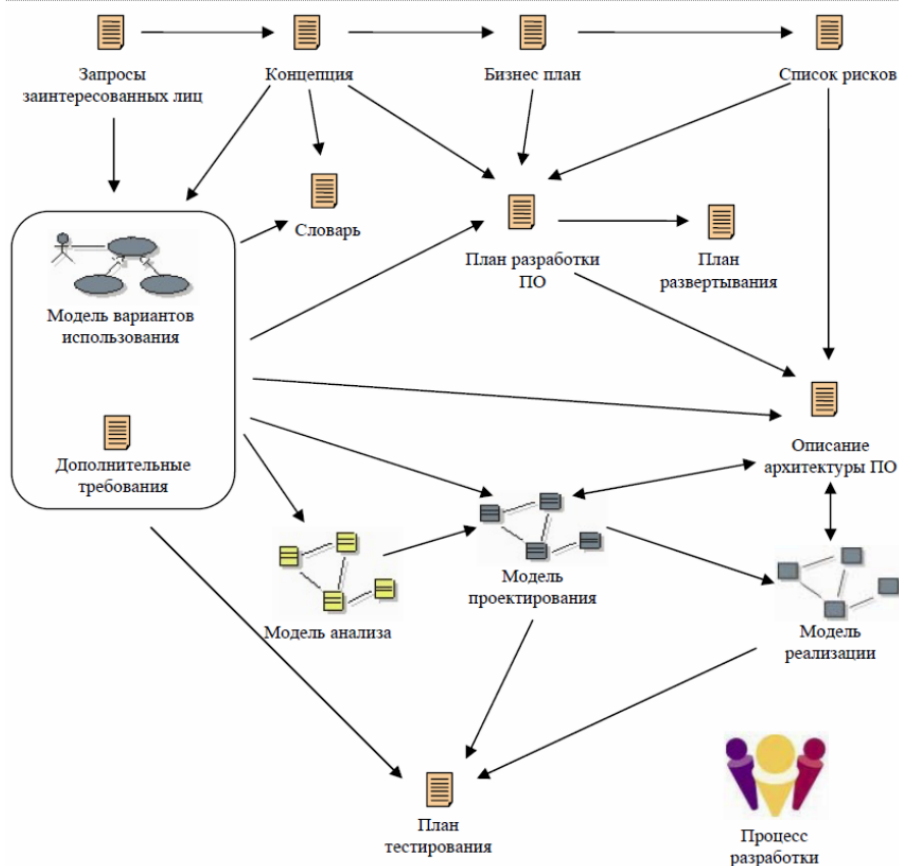 Запросы
заинтересованных лиц
Концепция
Бизнес план
Список рисков
Словарь
План разработки
ПО
План
развертывания
Модель вариантов
использования
Дополнительные
требования
Описание
архитектуры ПО
Модель анализа
Модель
проектирования
Модель
реализации
План
тестирования
Процесс
разработки